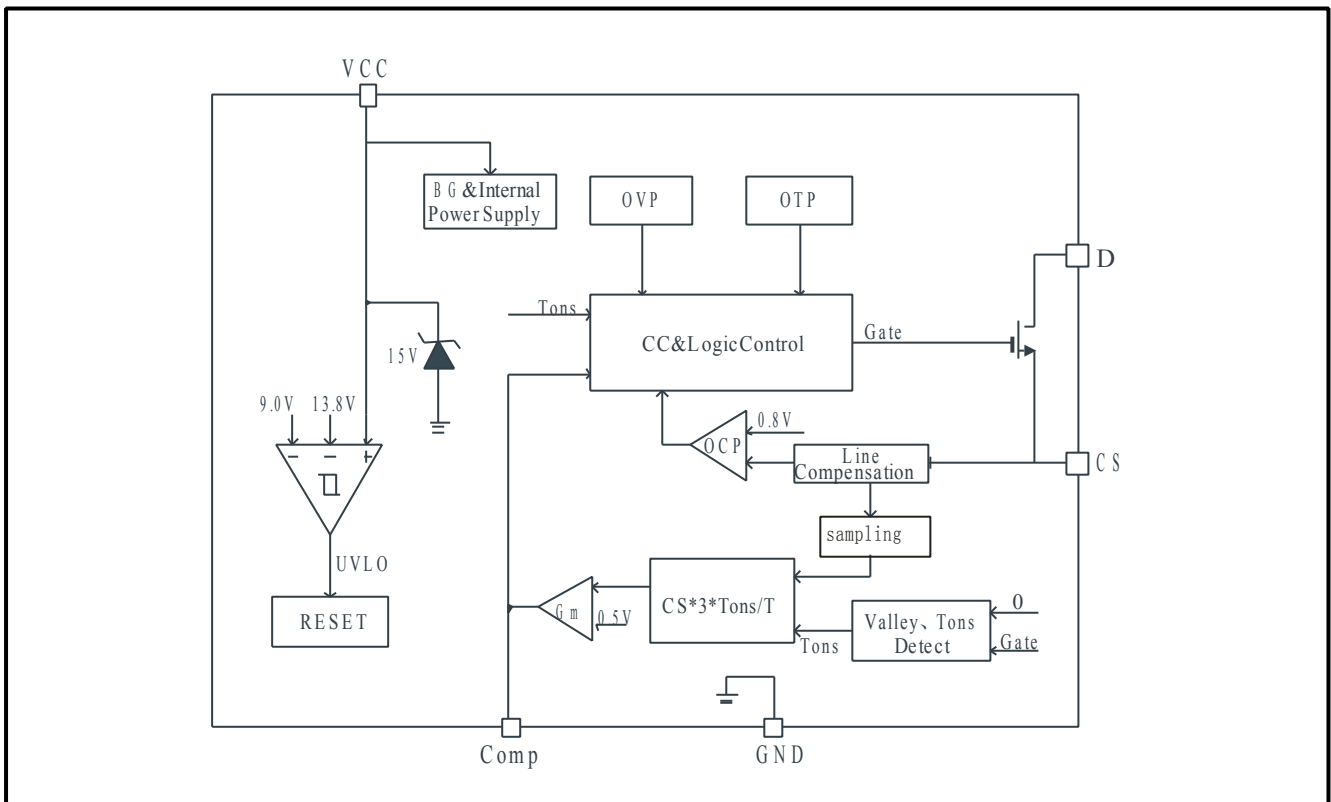 VCC
BG &Internal
Power Supply
OVP
OTP
D
Tons
Gate
CC&LogicControl
15V
9.0V
13.8V
0.8V
OCP
Line
Compensation
CS
sampling
UVLO
RESET
Gm
0.5V
CS*3*Tons/T
Tons
Valley、Tons
Detect
0
Gate
Comp
GND